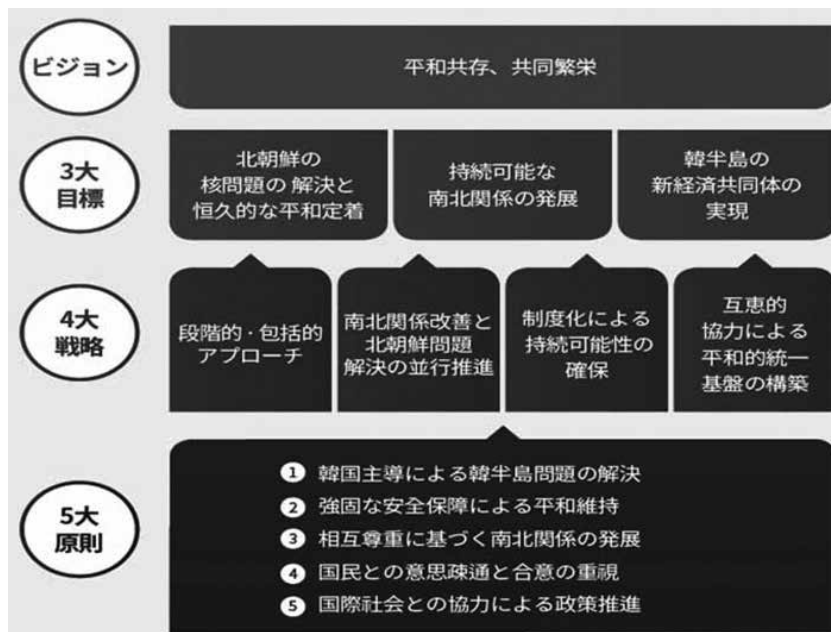 ビジョン
平和共存、共同繁栄
3大
目標
北朝鮮の
核問題の 解決と
恒久的な平和定着
持続可能な
南北関係の発展
韓半島の
新経済共同体の
実現
4大
戦略
段階的·包括的
アプローチ
南北関係改善と
北朝鮮問題
解決の並行推進
制度化による
持続可能性の
確保
互恵的
協力による
平和的統一
基盤の構築
5大
原則
1 韓国主導による韓半島問題の解決
2 強固な安全保障による平和維持
3 相互尊重に基づく南北関係の発展
4 国民との意思疎通と合意の重視
5 国際社会との協力による政策推進